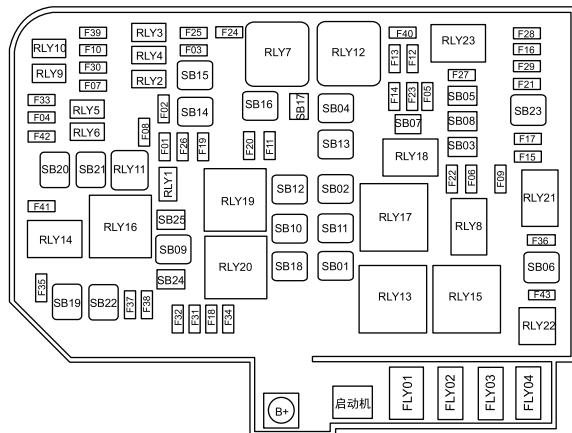 F39
RLY3
F25
F24
F40
F28
RLY10
F10
RLY4
F03
RLY7
RLY12
F13
F12
RLY23
F16
RLY9
F30
F29
F07
RLY2
SB15
F27
F21
F33
RLY5
F02
SB14
SB16
SB17
SB04
F14
F23
F05
SB05
SB23
F04
RLY6
F08
SB07
SB08
F42
F01
F26
F19
F20
F11
SB13
RLY18
SB03
F17
F15
SB20
SB21
RLY11
RLY1
RLY19
SB12
SB02
F22
F06
F09
RLY21
F41
RLY16
SB25
RLY17
RLY8
RLY14
SB10
SB11
F36
SB09
RLY20
SB18
SB01
SB06
F35
SB24
RLY13
RLY15
F43
SB19
SB22
F37
F38
F32
F31
F18
F34
RLY22
B+
启动机
FLY01
FLY02
FLY03
FLY04